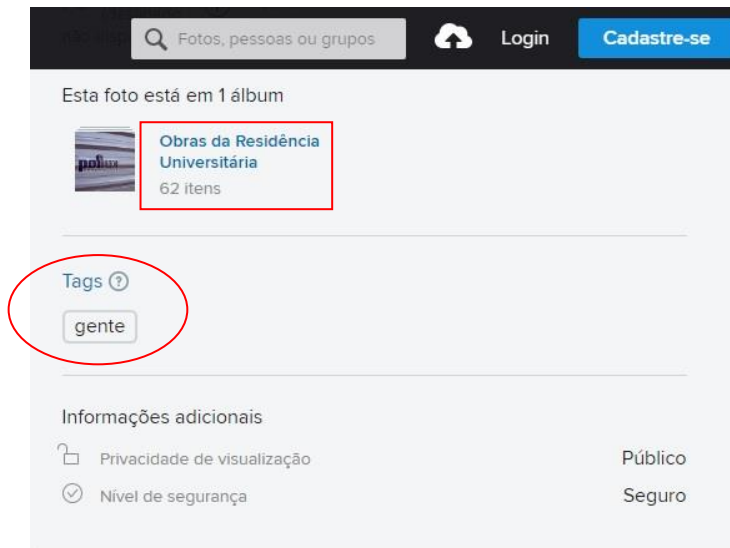 Fotos, pessoas ou grupos
Login
Cadastre-se
Esta foto está em 1 álbum
Obras da Residência
Universitária
62 itens
Tags ?
gente
Informações adicionais
Privacidade de visualização
Público
Nível de segurança
Seguro